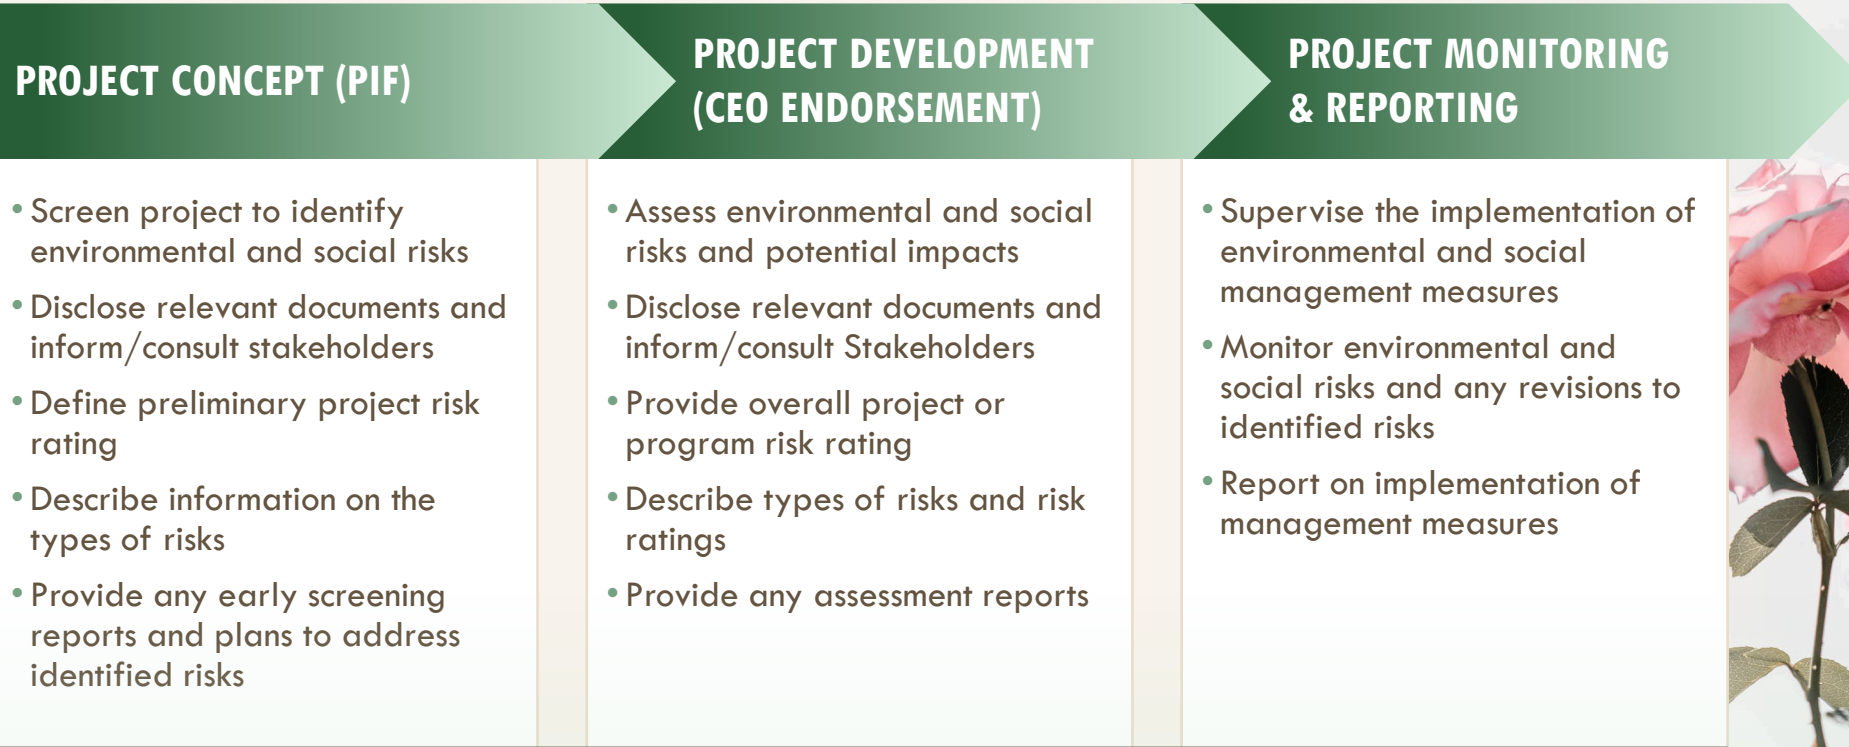 PROJECT CONCEPT (PIF)
• Screen project to identify
environmental and social risks
• Disclose relevant documents and
inform/consult stakeholders
• Define preliminary project risk
rating
• Describe information on the
types of risks
• Provide any early screening
reports and plans to address
identified risks
PROJECT DEVELOPMENT
(CEO ENDORSEMENT)
• Assess environmental and social
risks and potential impacts
• Disclose relevant documents and
inform/consult Stakeholders
• Provide overall project or
program risk rating
• Describe types of risks and risk
ratings
• Provide any assessment reports
PROJECT MONITORING
& REPORTING
• Supervise the implementation of
environmental and social
management measures
• Monitor environmental and
social risks and any revisions to
identified risks
• Report on implementation of
management measures